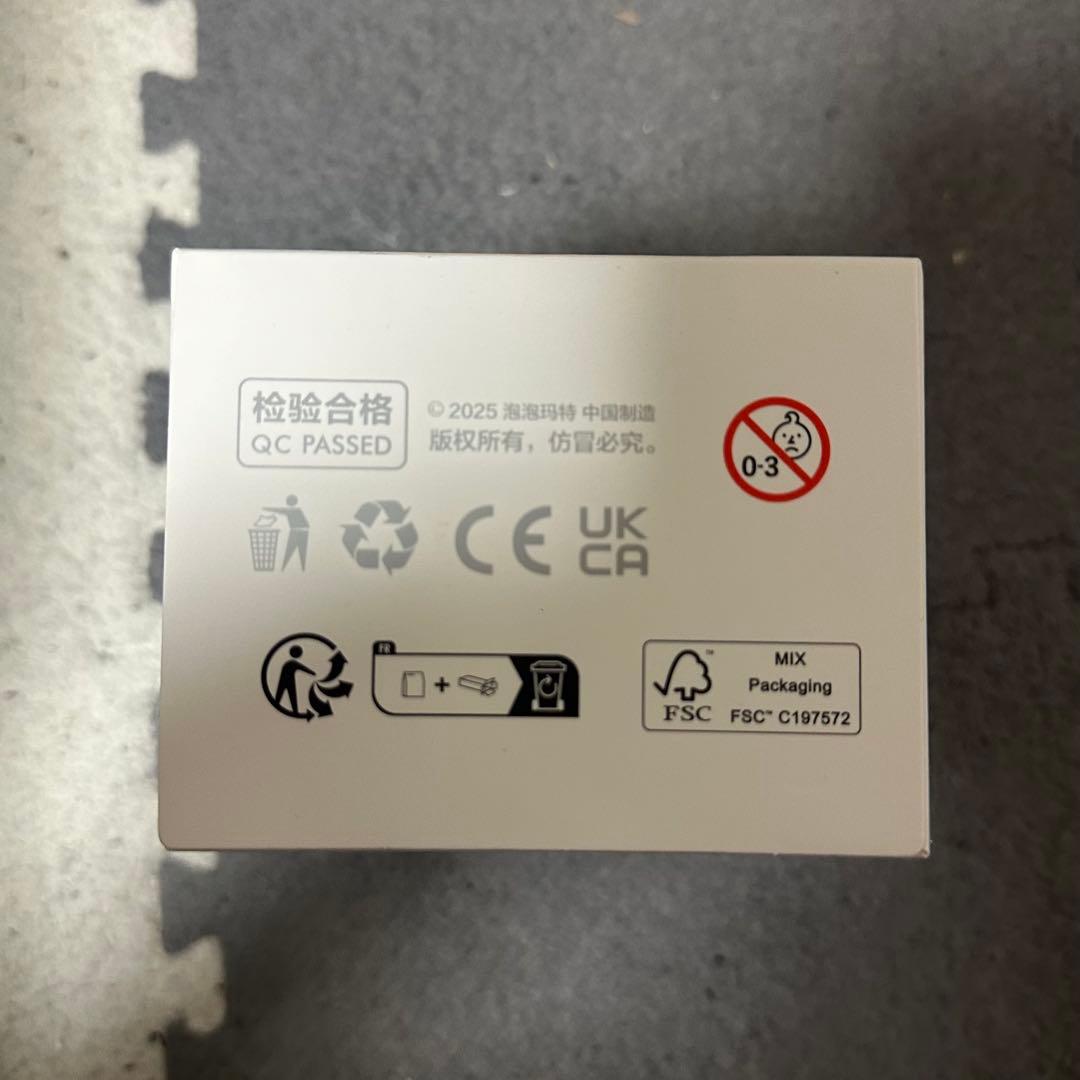 检验合格
QC PASSED
© 2025 泡泡玛特 中国制造
版权所有，仿冒必究。
0-3
CE
UK
CA
FR
+
FSC™
MIX
Packaging
FSC™ C197572